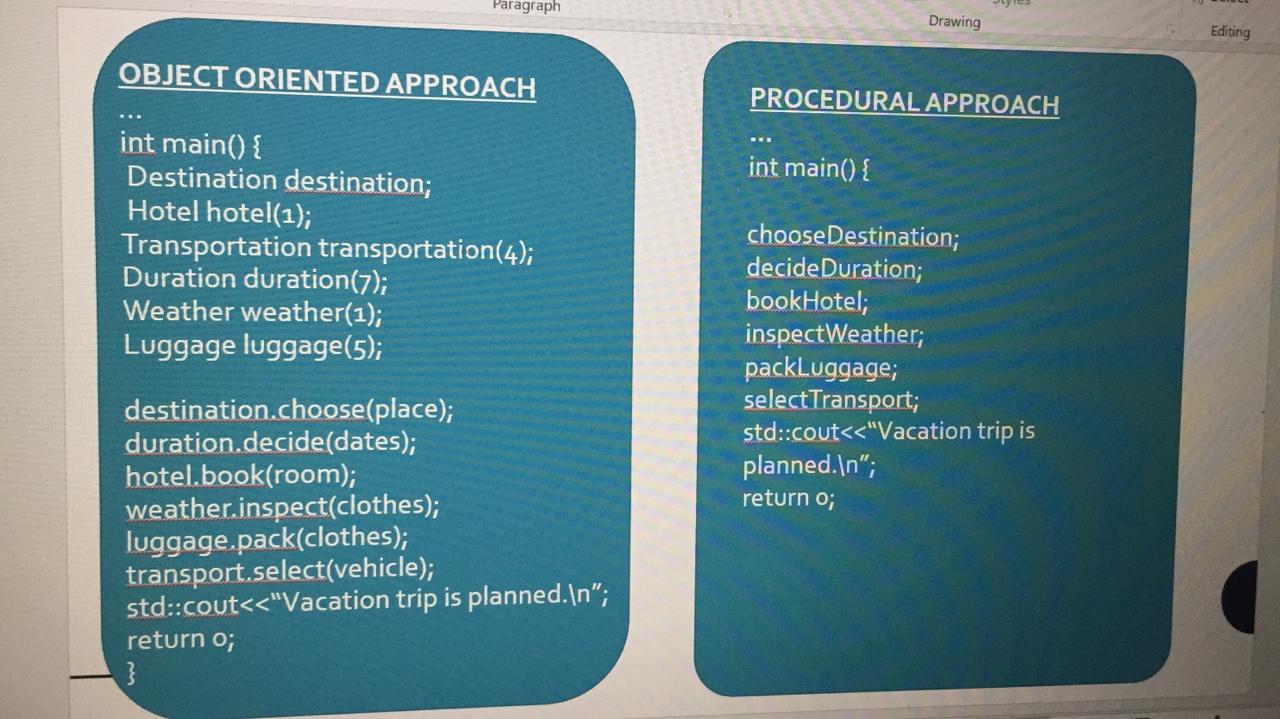 Paragraph
Drawing
Editing
OBJECT ORIENTED APPROACH
...
int main() {
Destination destination;
Hotel hotel(1);
Transportation transportation(4);
Duration duration(7);
Weather weather(1);
Luggage luggage(5);
destination.choose(place);
duration.decide(dates);
hotel.book(room);
weather.inspect(clothes);
luggage.pack(clothes);
transport.select(vehicle);
std::cout<<“Vacation trip is planned.\n”;
return 0;
}
PROCEDURAL APPROACH
...
int main() {
chooseDestination;
decideDuration;
bookHotel;
inspectWeather;
packLuggage;
selectTransport;
std::cout<<“Vacation trip is
planned.\n”;
return 0;